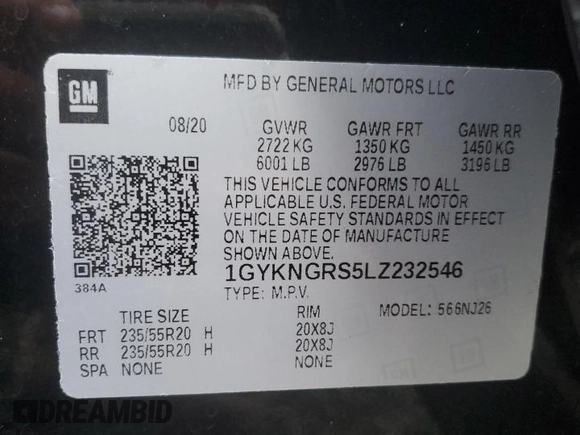 GM
MFD BY GENERAL MOTORS LLC
08/20 GVWR GAWR FRT GAWR RR
2722 KG 1350 KG 1450 KG
6001 LB 2976 LB 3196 LB
THIS VEHICLE CONFORMS TO ALL
APPLICABLE U.S. FEDERAL MOTOR
VEHICLE SAFETY STANDARDS IN EFFECT
ON THE DATE OF MANUFACTURE
SHOWN ABOVE.
384A 1GYKNGRS5LZ232546
TYPE: M.P.V. MODEL: 566NJ26
TIRE SIZE RIM
FRT 235/55R20 H 20X8J
RR 235/55R20 H 20X8J
SPA NONE NONE
DREAMBID